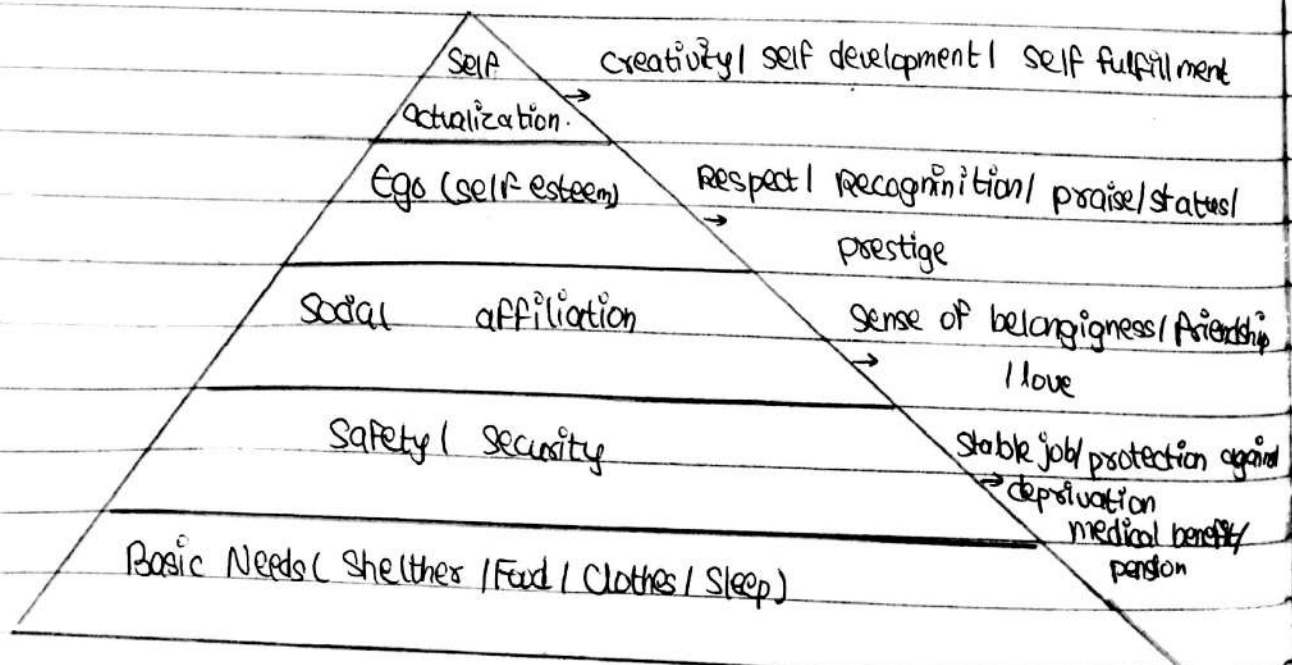 Self
actualization.
creativity/ self development/ self fulfillment
Ego (self esteem)
Respect/ Recogninition/ praise/status/
prestige
Social affiliation
sense of belongigness/ friendship
/ love
Safety/ Security
Stable job/ protection against
deprivation
medical benefit/
pension
Basic Needs( Shelther /Food / Clothes / Sleep)